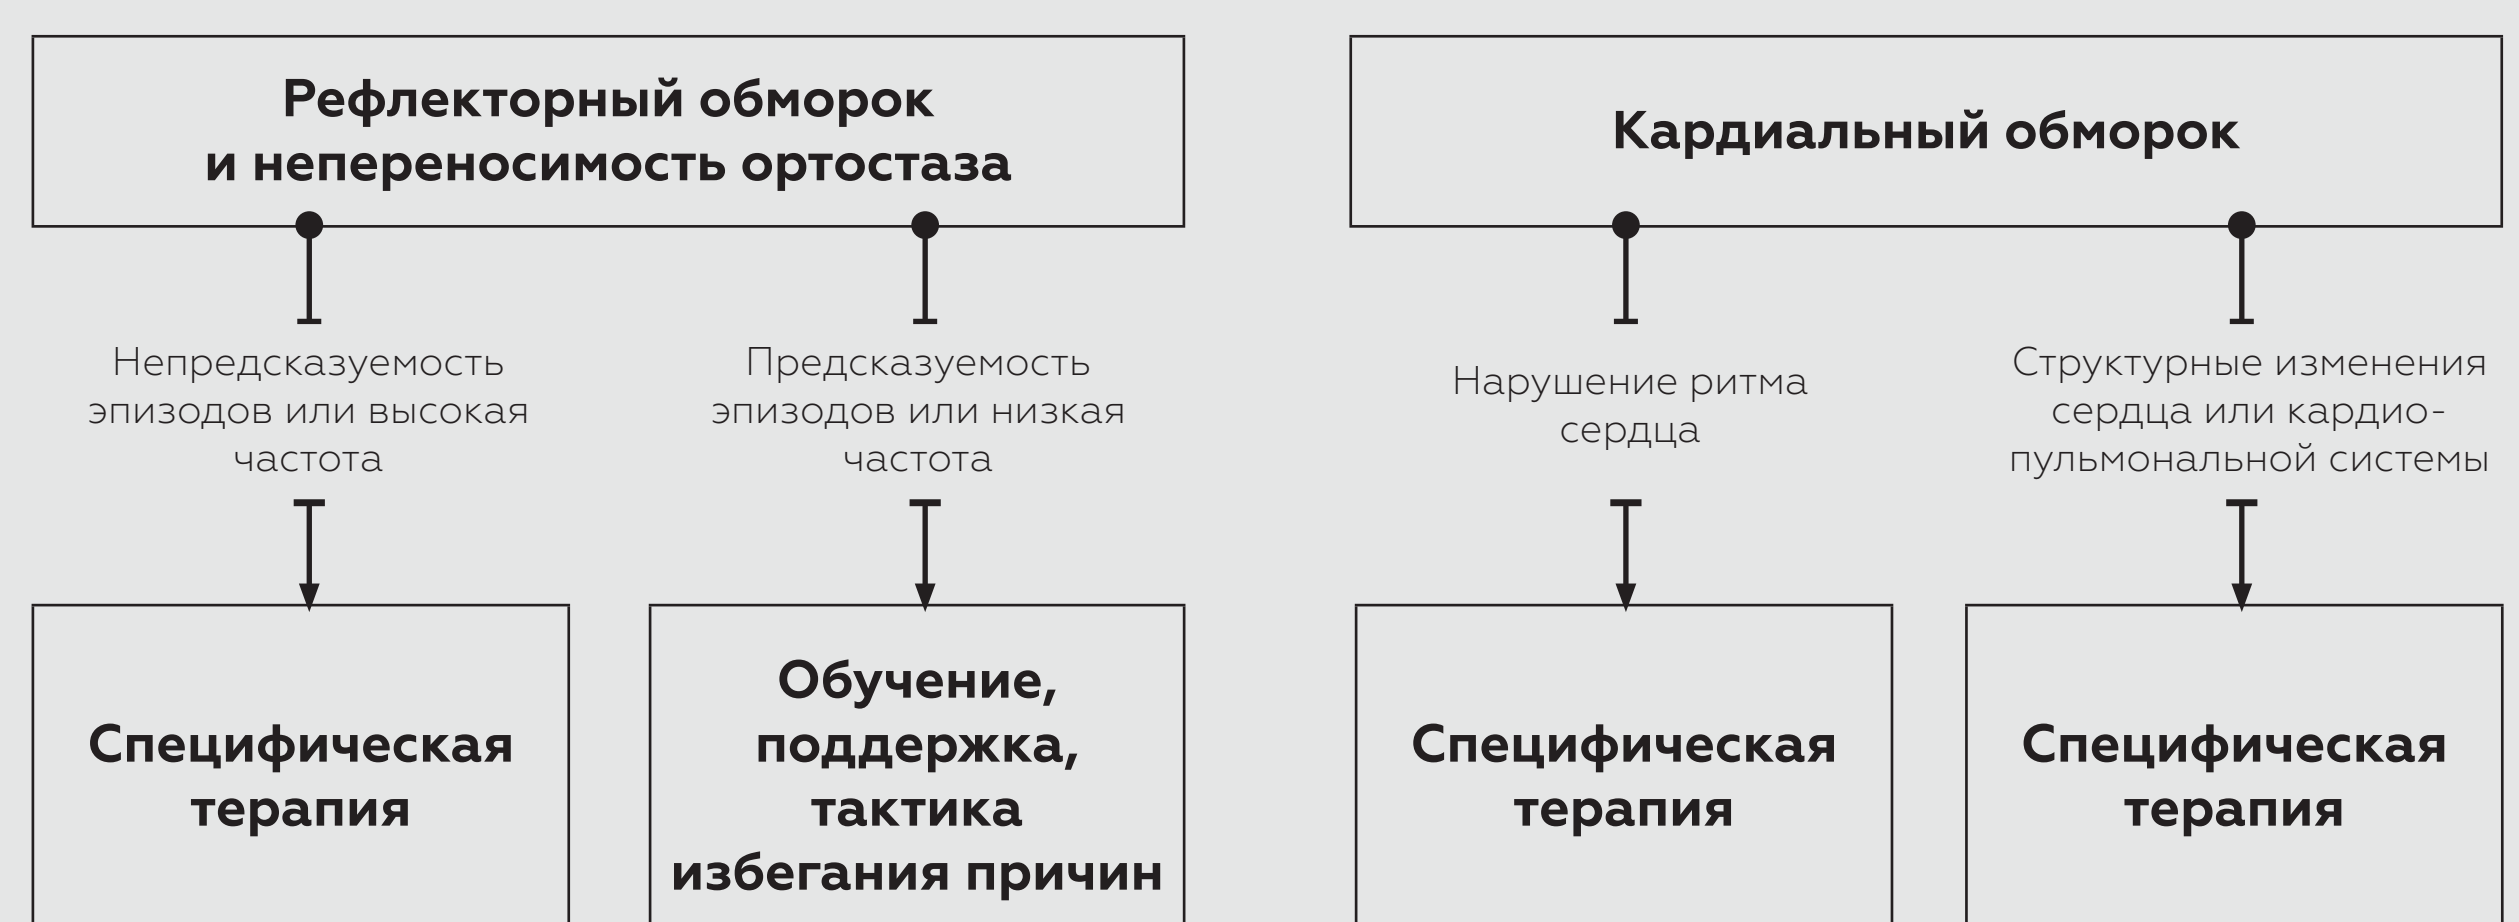 Рефлекторный обморок
и непереносимость ортостаза
Кардиальный обморок
Непредсказуемость
эпизодов или высокая
частота
Предсказуемость
эпизодов или низкая
частота
Нарушение ритма
сердца
Структурные изменения
сердца или кардио-
пульмональной системы
Специфическая
терапия
Обучение,
поддержка,
тактика
избегания причин
Специфическая
терапия
Специфическая
терапия